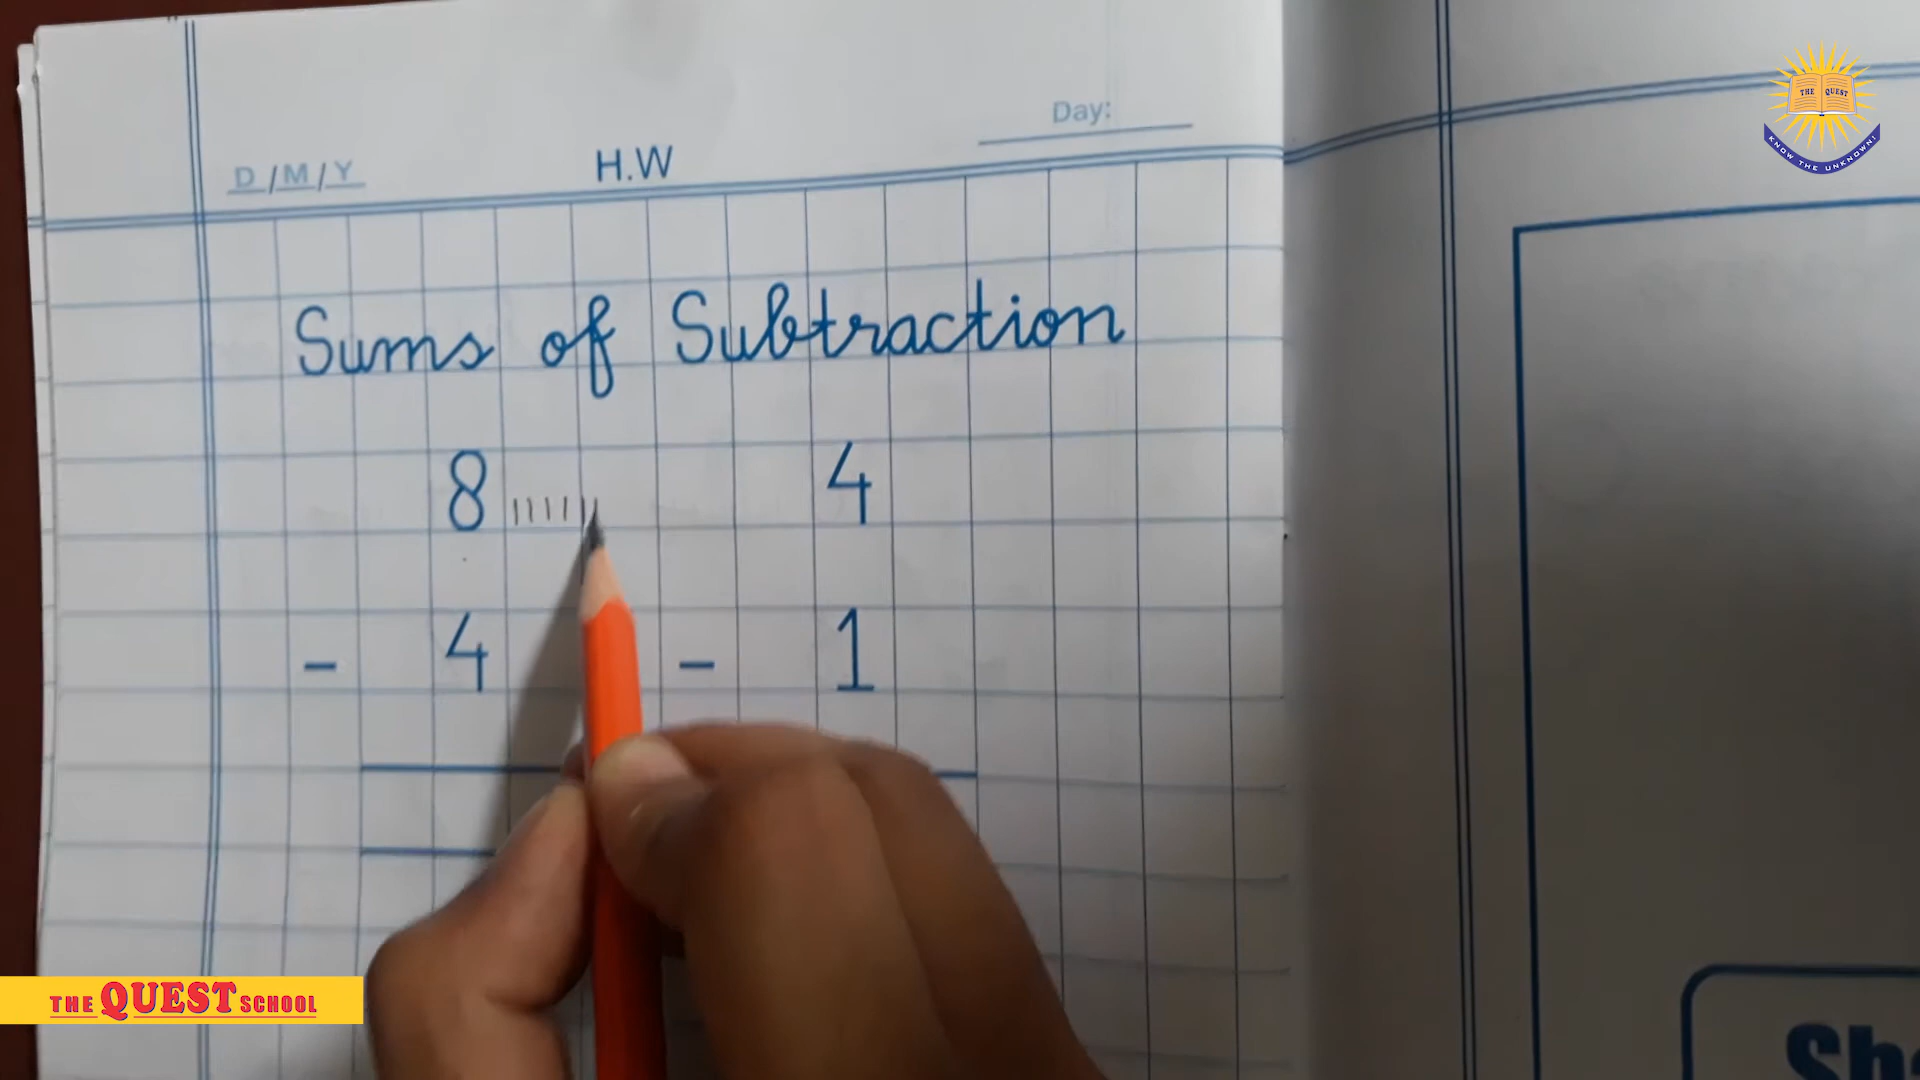 Day:
D/M/Y
H.W
THE QUEST
KNOW THE UNKNOWN!
Sums of Subtraction
8 4
- 4 - 1
THE QUEST SCHOOL